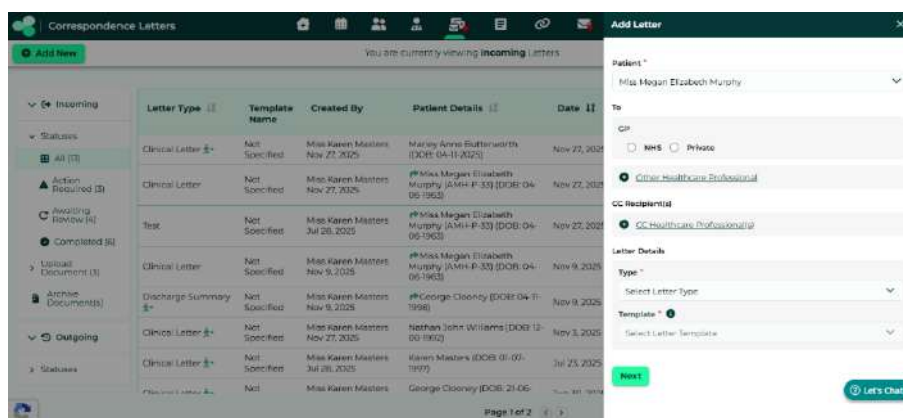 Correspondence Letters
Add New
You are currently viewing Incoming Letters
Incoming
Statuses
All (13)
Action
Required (3)
Awaiting
Review (4)
Completed (6)
Upload
Document (3)
Archive
Document(s)
Outgoing
Statuses
Letter Type Template Name Created By Patient Details Date
Clinical Letter Not Specified Miss Karen Masters Nov 27, 2025 Marley Anne Butterworth (DOB: 04-11-2025) Nov 27, 202
Clinical Letter Not Specified Miss Karen Masters Nov 27, 2025 Miss Megan Elizabeth Murphy (AMH-P-33) (DOB: 04-06-1963) Nov 27, 202
Test Not Specified Miss Karen Masters Jul 28, 2025 Miss Megan Elizabeth Murphy (AMH-P-33) (DOB: 04-06-1963) Nov 27, 202
Clinical Letter Not Specified Miss Karen Masters Nov 9, 2025 Miss Megan Elizabeth Murphy (AMH-P-33) (DOB: 04-06-1963) Nov 9, 2025
Discharge Summary Not Specified Miss Karen Masters Nov 9, 2025 George Clooney (DOB: 04-11-1998) Nov 9, 2025
Clinical Letter Not Specified Miss Karen Masters Nov 27, 2025 Nathan John Williams Nov 3, 2025
Clinical Letter Not Specified Miss Karen Masters Jul 28, 2025 Karen Masters (DOB: 01-07-1997) Jul 23, 2025
Not Miss Karen Masters George Clooney (DOB: 21-06-
Page 1 of 2
Add Letter
Patient *
Miss Megan Elizabeth Murphy
To
GP
NHS Private
Other Healthcare Professional
CC Recipient(s)
CC Healthcare Professional(s)
Letter Details
Type *
Select Letter Type
Template *
Select Letter Template
Next
Let's Chat